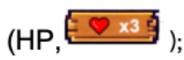 (HP, x3 );